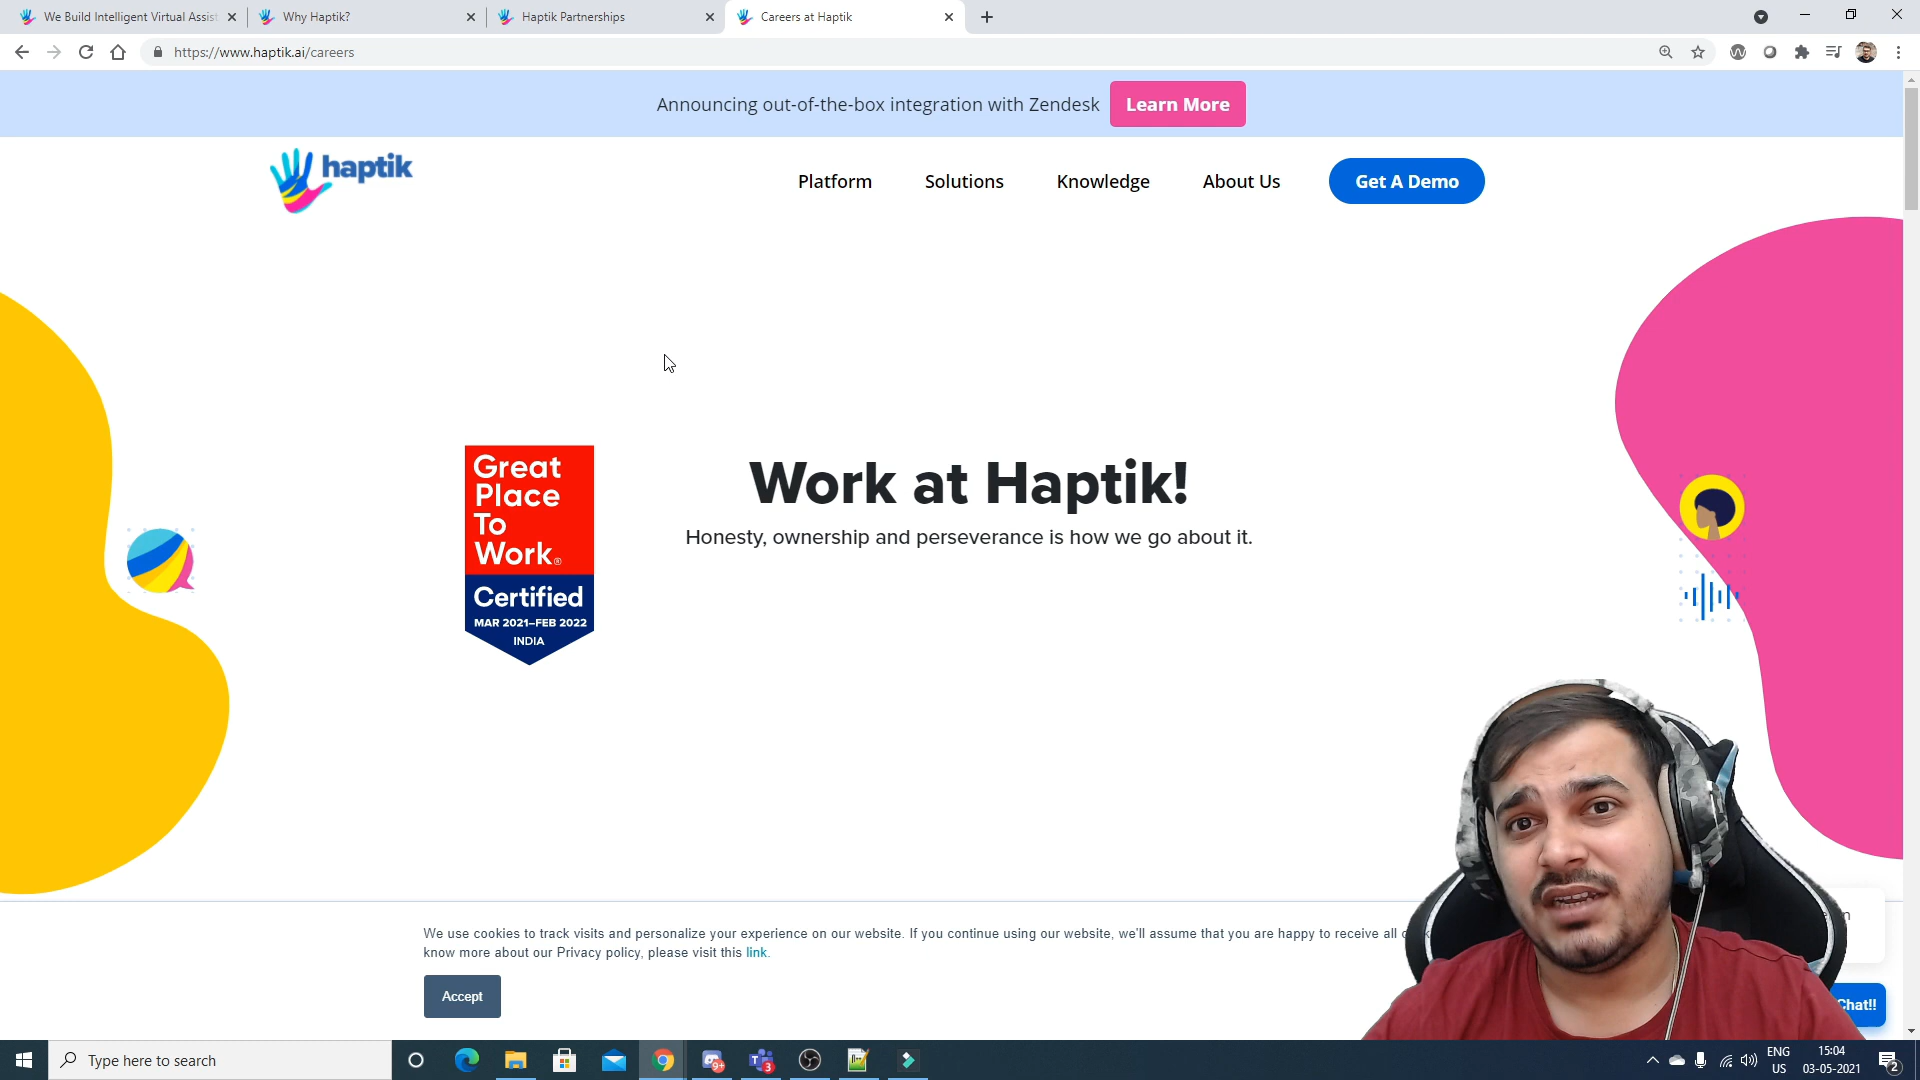 We Build Intelligent Virtual Assist
Why Haptik?
Haptik Partnerships
Careers at Haptik
https://www.haptik.ai/careers
Announcing out-of-the-box integration with Zendesk
Learn More
haptik
Platform
Solutions
Knowledge
About Us
Get A Demo
Great
Place
To
Work®
Certified
MAR 2021–FEB 2022
INDIA
Work at Haptik!
Honesty, ownership and perseverance is how we go about it.
We use cookies to track visits and personalize your experience on our website. If you continue using our website, we'll assume that you are happy to receive all
know more about our Privacy policy, please visit this link.
Accept
Chat!!
Type here to search
9+
3
ENG
US
15:04
03-05-2021
2